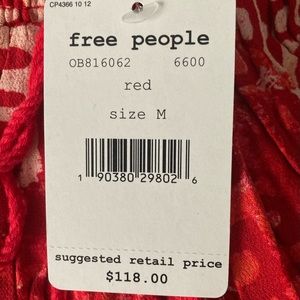 CP4366 10 12
free people
OB816062 6600
red
size M
1 90380 29802 6
suggested retail price
$118.00